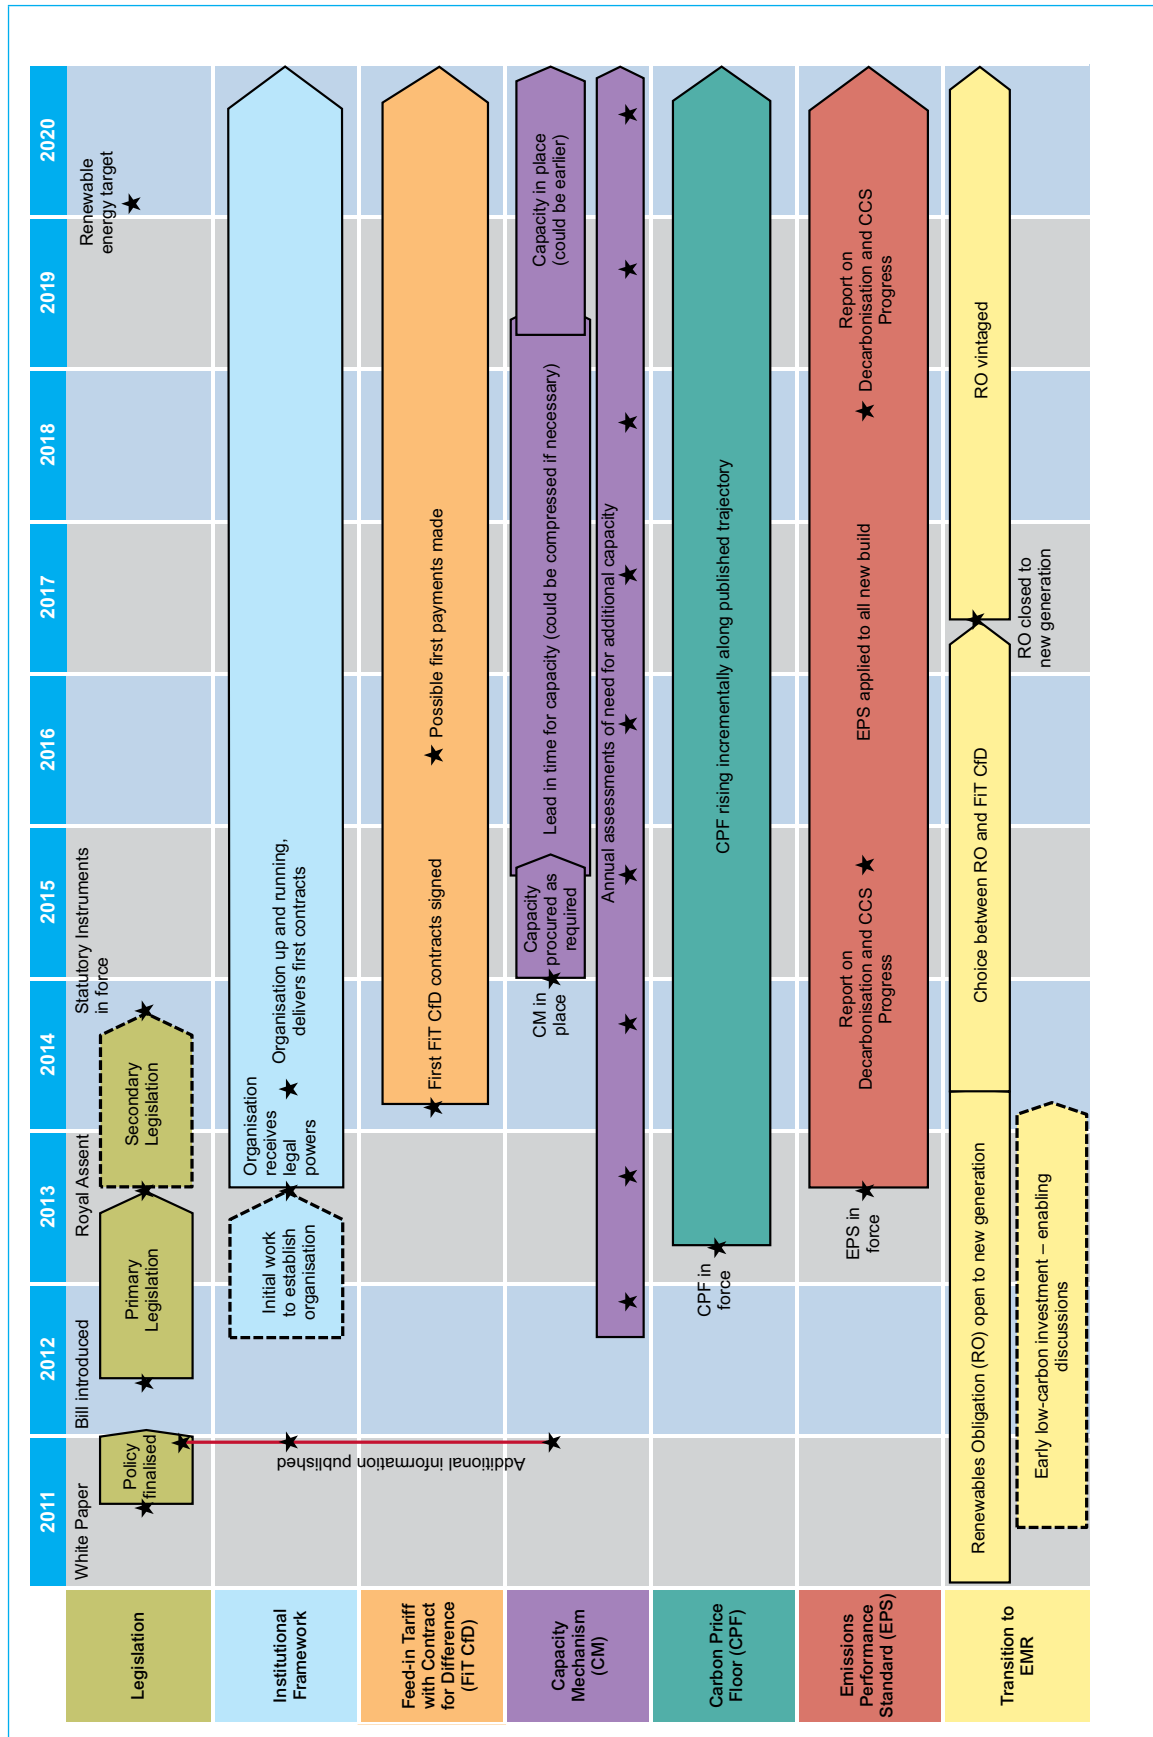 2011
2012
2013
2014
2015
2016
2017
2018
2019
2020
Legislation
White Paper
Policy
finalised
Bill introduced
Primary
Legislation
Royal Assent
Secondary
Legislation
Statutory Instruments
in force
Renewable
energy target
Additional information published
Institutional
Framework
Initial work
to establish
organisation
Organisation
receives
legal
powers
Organisation up and running,
delivers first contracts
Feed-in Tariff
with Contract
for Difference
(FiT CfD)
First FiT CfD contracts signed
Possible first payments made
Capacity
Mechanism
(CM)
CM in
place
Capacity
procured as
required
Lead in time for capacity (could be compressed if necessary)
Capacity in place
(could be earlier)
Annual assessments of need for additional capacity
Carbon Price
Floor (CPF)
CPF in
force
CPF rising incrementally along published trajectory
Emissions
Performance
Standard (EPS)
EPS in
force
Report on
Decarbonisation and CCS
Progress
EPS applied to all new build
Report on
Decarbonisation and CCS
Progress
Transition to
EMR
Renewables Obligation (RO) open to new generation
Choice between RO and FiT CfD
RO vintaged
RO closed to
new generation
Early low-carbon investment – enabling
discussions